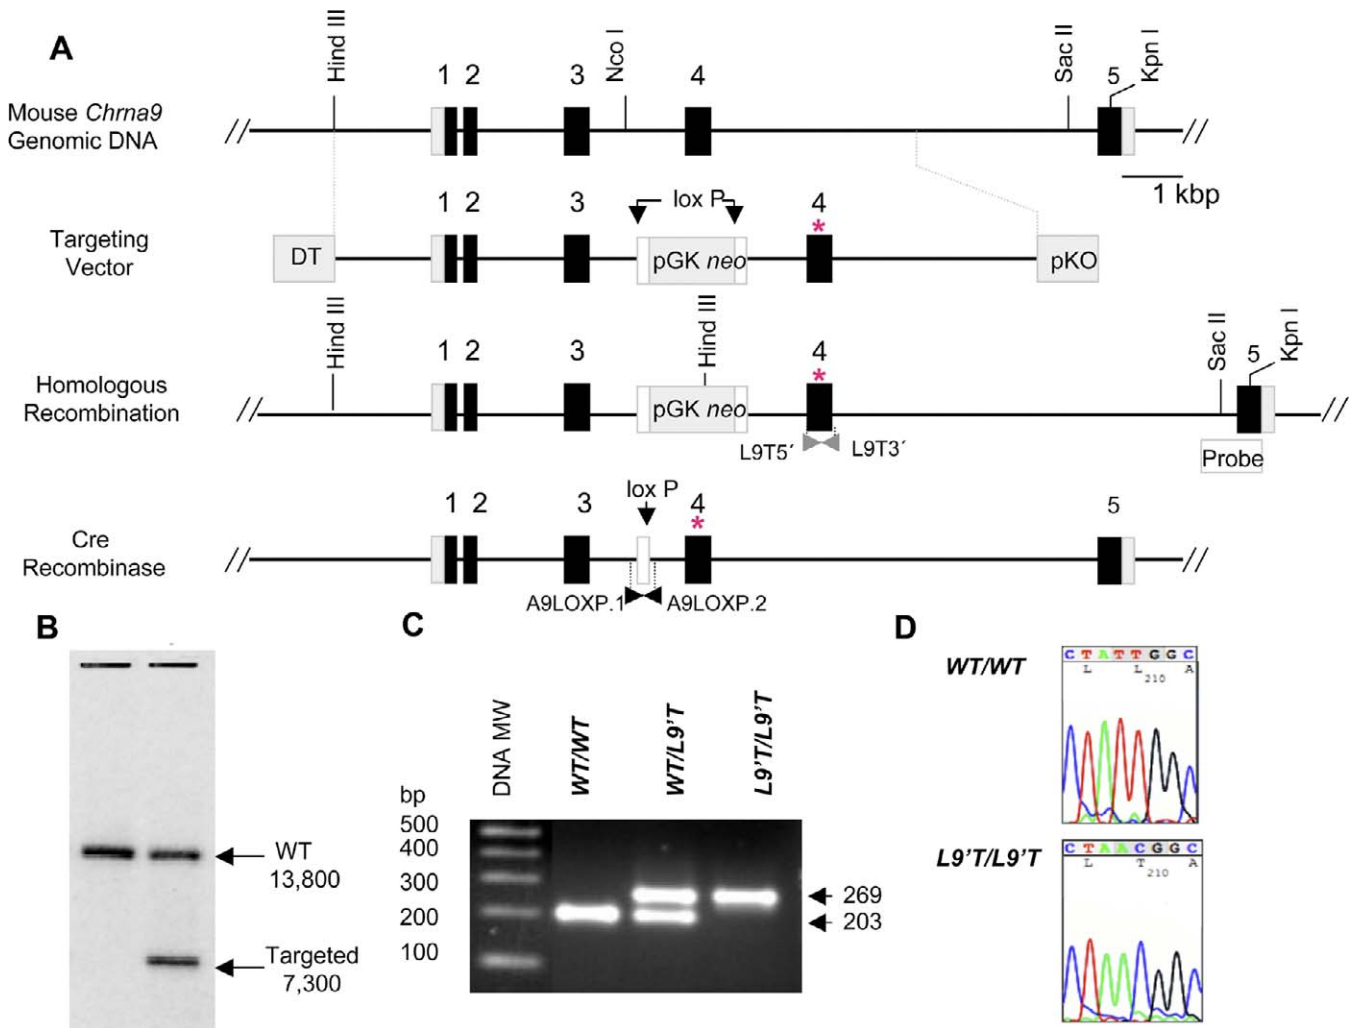 A
Hind III
Nco I
Sac II
Kpn I
1 2 3 4 5
Mouse Chrna9
Genomic DNA
1 kbp
1 2 3 lox P 4
*
Targeting
Vector
DT
pGK neo
pKO
Hind III
Hind III
Sac II
Kpn I
1 2 3 4 5
*
Homologous
Recombination
pGK neo
L9T5´
L9T3´
Probe
lox P
1 2 3 4 5
*
Cre
Recombinase
A9LOXP.1
A9LOXP.2
B
WT
13,800
Targeted
7,300
C
DNA MW
WT/WT
WT/L9’T
L9’T/L9’T
bp
500
400
300
200
100
269
203
D
WT/WT
C T A T T G G C
L L 210 A
L9’T/L9’T
C T A A C G G C
L T 210 A